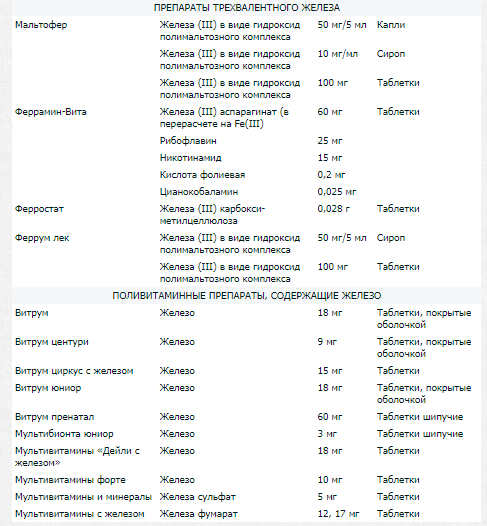 ПРЕПАРАТЫ ТРЕХВАЛЕНТНОГО ЖЕЛЕЗА
Мальтофер Железа (III) в виде гидроксид 50 мг/5 мл Капли
полимальтозного комплекса
Железа (III) в виде гидроксид 10 мг/мл Сироп
полимальтозного комплекса
Железа (III) в виде гидроксид 100 мг Таблетки
полимальтозного комплекса
Феррамин-Вита Железа (III) аспарагинат (в 60 мг Таблетки
перерасчете на Fe(III)
Рибофлавин 25 мг
Никотинамид 15 мг
Кислота фолиевая 0,2 мг
Цианокобаламин 0,025 мг
Ферростат Железа (III) карбокси- 0,028 г Таблетки
метилцеллюлоза
Феррум лек Железа (III) в виде гидроксид 50 мг/5 мл Сироп
полимальтозного комплекса
Железа (III) в виде гидроксид 100 мг Таблетки
полимальтозного комплекса
ПОЛИВИТАМИННЫЕ ПРЕПАРАТЫ, СОДЕРЖАЩИЕ ЖЕЛЕЗО
Витрум Железо 18 мг Таблетки, покрытые
оболочкой
Витрум центури Железо 9 мг Таблетки, покрытые
оболочкой
Витрум циркус с железом Железо 15 мг Таблетки
Витрум юниор Железо 18 мг Таблетки, покрытые
оболочкой
Витрум пренатал Железо 60 мг Таблетки шипучие
Мультибионта юниор Железо 3 мг Таблетки шипучие
Мультивитамины «Дейли с Железо 18 мг Таблетки
железом»
Мультивитамины форте Железо 10 мг Таблетки
Мультивитамины и минералы Железа сульфат 5 мг Таблетки
Мультивитамины с железом Железа фумарат 12, 17 мг Таблетки